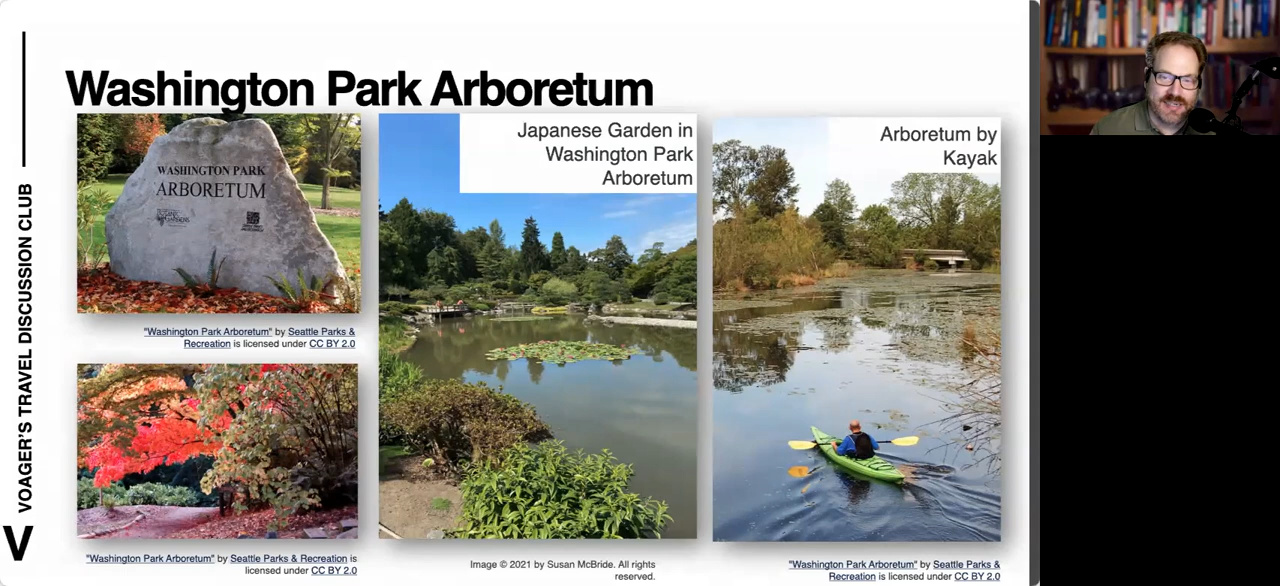 Washington Park Arboretum
WASHINGTON PARK
ARBORETUM
"Washington Park Arboretum" by Seattle Parks &
Recreation is licensed under CC BY 2.0
"Washington Park Arboretum" by Seattle Parks & Recreation is
licensed under CC BY 2.0
Japanese Garden in
Washington Park
Arboretum
Image © 2021 by Susan McBride. All rights
reserved.
Arboretum by
Kayak
"Washington Park Arboretum" by Seattle Parks &
Recreation is licensed under CC BY 2.0
VOAGER'S TRAVEL DISCUSSION CLUB
V